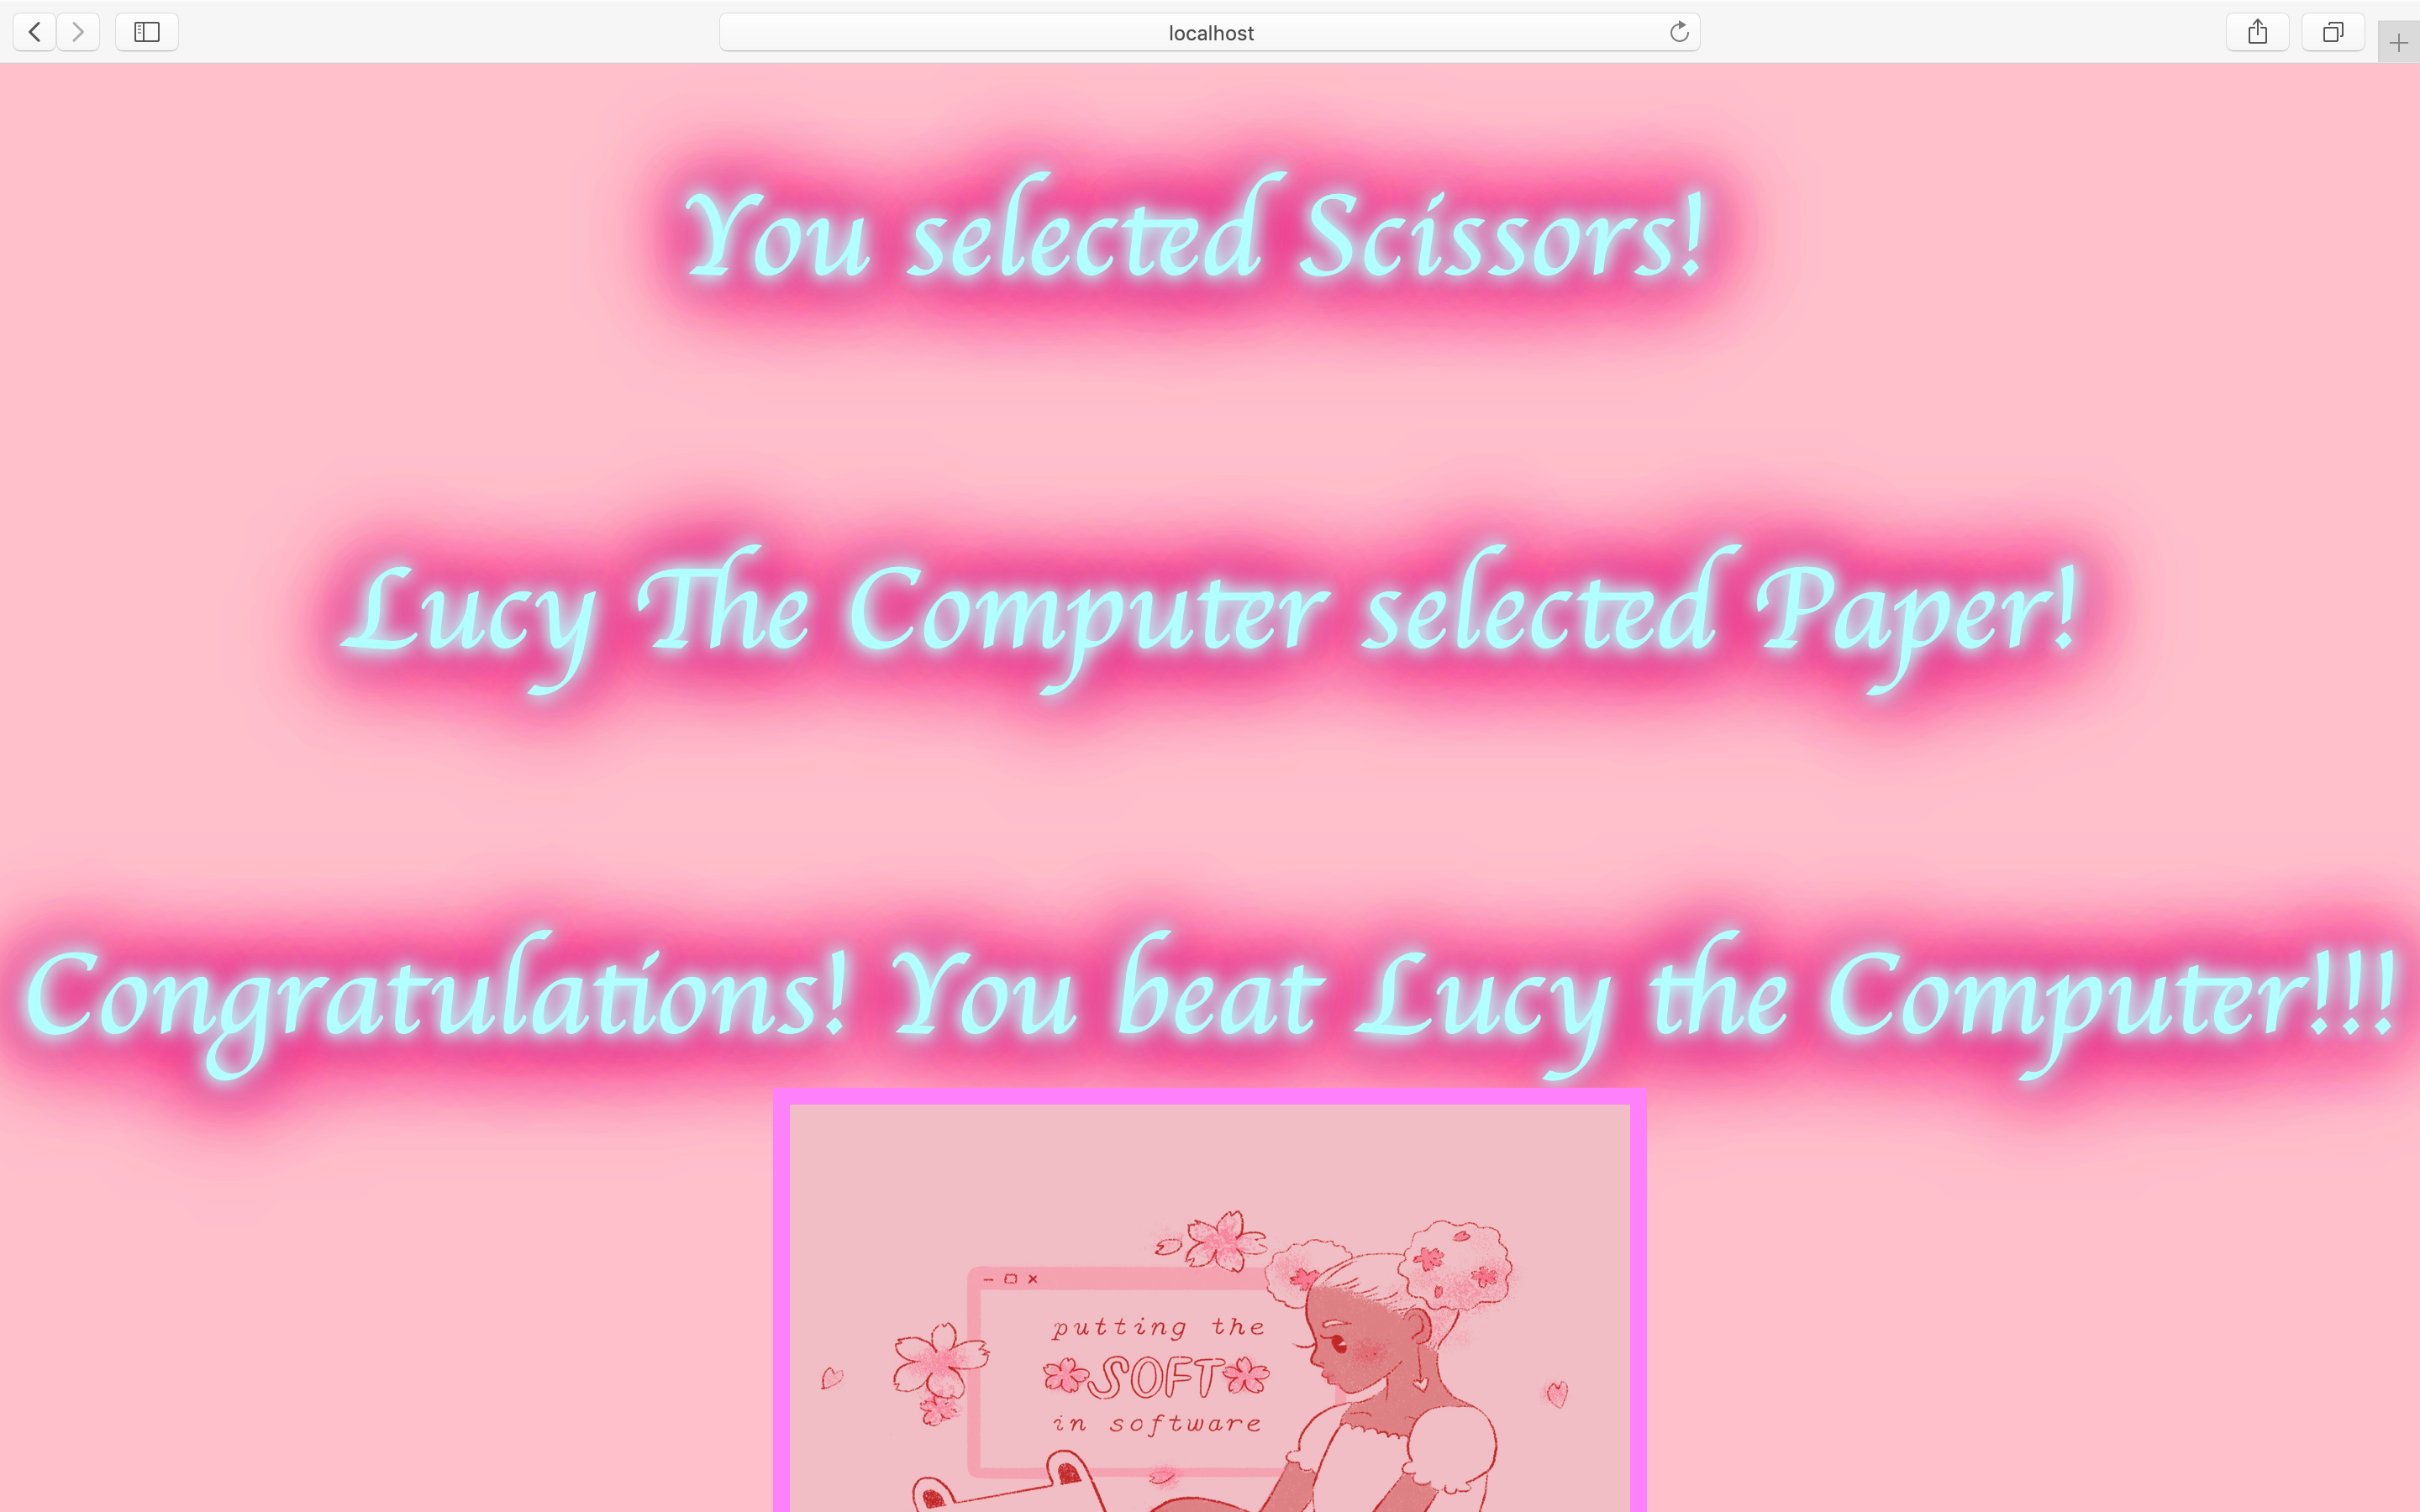 localhost
You selected Scissors!
Lucy The Computer selected Paper!
Congratulations! You beat Lucy the Computer!!!
putting the
SOFT
in software